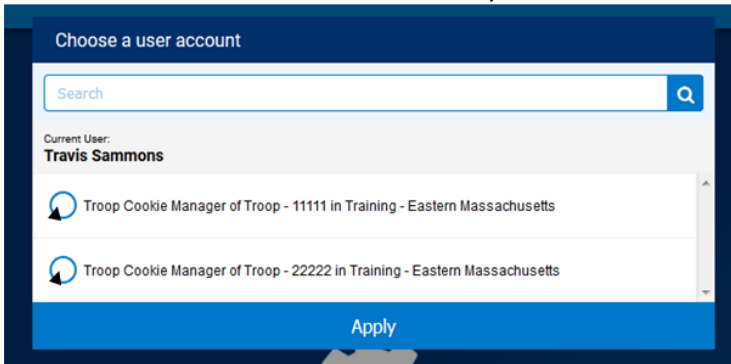 Choose a user account
Search
Current User:
Travis Sammons
Troop Cookie Manager of Troop - 11111 in Training - Eastern Massachusetts
Troop Cookie Manager of Troop - 22222 in Training - Eastern Massachusetts
Apply